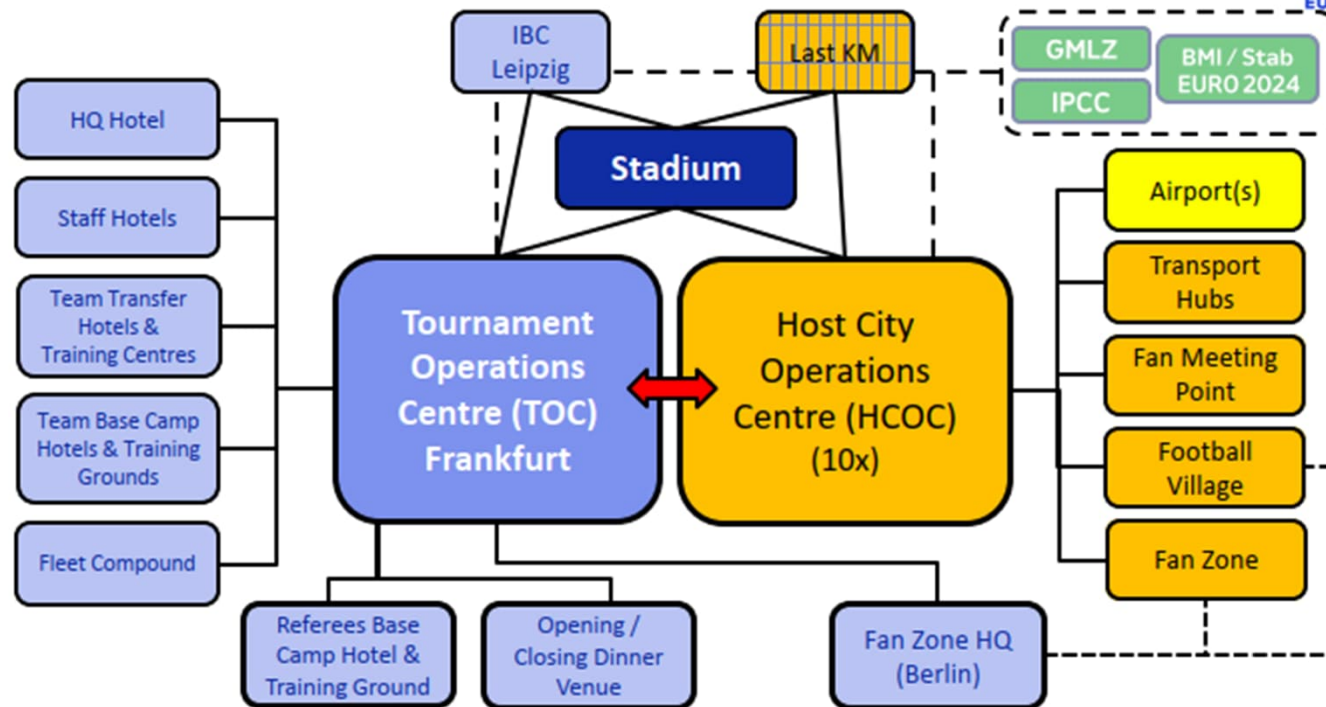 IBC
Leipzig
Last KM
GMLZ
IPCC
BMI / Stab
EURO 2024
HQ Hotel
Staff Hotels
Team Transfer
Hotels &
Training Centres
Team Base Camp
Hotels & Training
Grounds
Fleet Compound
Stadium
Tournament
Operations
Centre (TOC)
Frankfurt
Host City
Operations
Centre (HCOC)
(10x)
Airport(s)
Transport
Hubs
Fan Meeting
Point
Football
Village
Fan Zone
Referees Base
Camp Hotel &
Training Ground
Opening /
Closing Dinner
Venue
Fan Zone HQ
(Berlin)